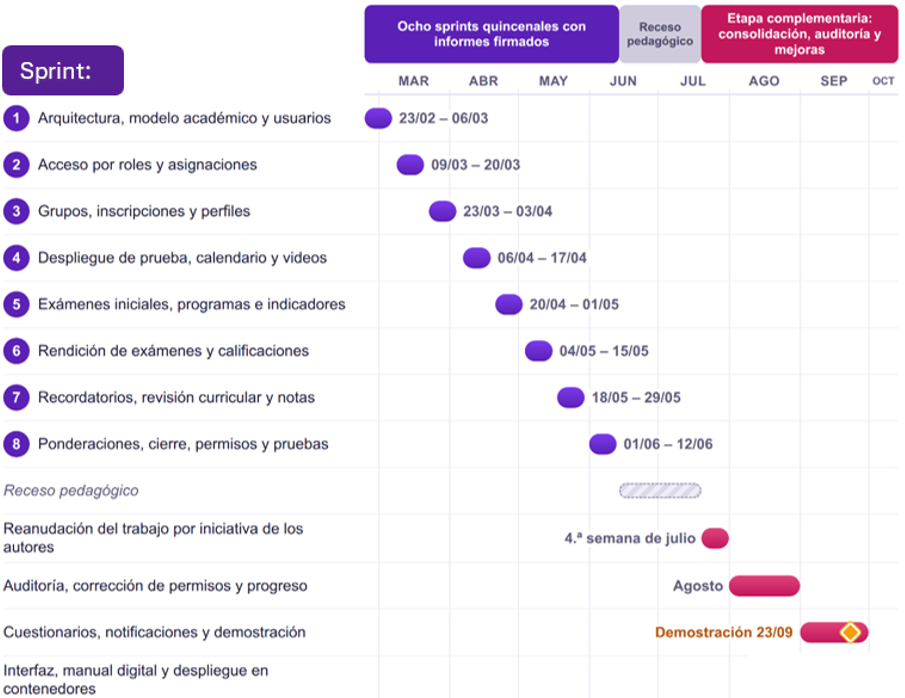 Ocho sprints quincenales con
informes firmados
Receso
pedagógico
Etapa complementaria:
consolidación, auditoría y
mejoras
Sprint:
MAR ABR MAY JUN JUL AGO SEP OCT
1 Arquitectura, modelo académico y usuarios 23/02 – 06/03
2 Acceso por roles y asignaciones 09/03 – 20/03
3 Grupos, inscripciones y perfiles 23/03 – 03/04
4 Despliegue de prueba, calendario y videos 06/04 – 17/04
5 Exámenes iniciales, programas e indicadores 20/04 – 01/05
6 Rendición de exámenes y calificaciones 04/05 – 15/05
7 Recordatorios, revisión curricular y notas 18/05 – 29/05
8 Ponderaciones, cierre, permisos y pruebas 01/06 – 12/06
Receso pedagógico
Reanudación del trabajo por iniciativa de los
autores
4.ª semana de julio
Auditoría, corrección de permisos y progreso Agosto
Cuestionarios, notificaciones y demostración Demostración 23/09
Interfaz, manual digital y despliegue en
contenedores